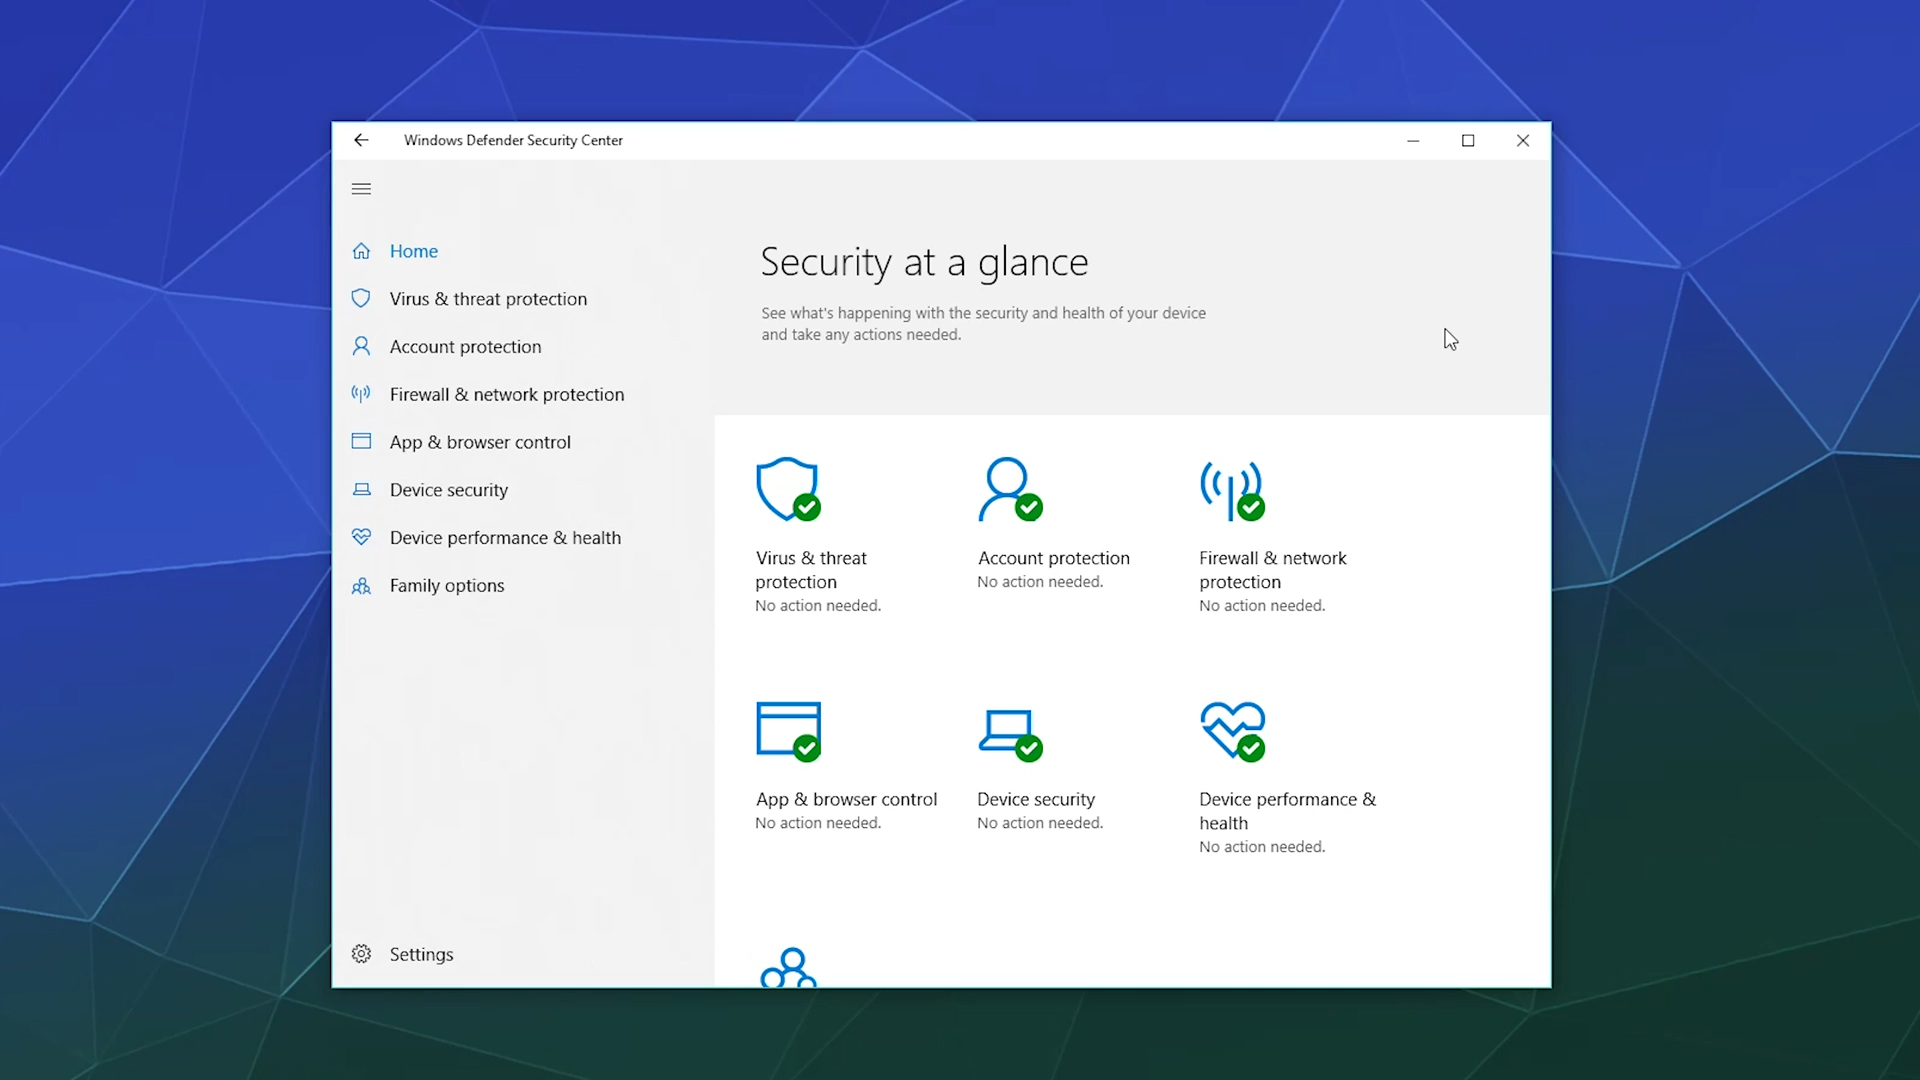 Windows Defender Security Center
Home
Virus & threat protection
Account protection
Firewall & network protection
App & browser control
Device security
Device performance & health
Family options
Settings
Security at a glance
See what's happening with the security and health of your device
and take any actions needed.
Virus & threat
protection
No action needed.
Account protection
No action needed.
Firewall & network
protection
No action needed.
App & browser control
No action needed.
Device security
No action needed.
Device performance &
health
No action needed.